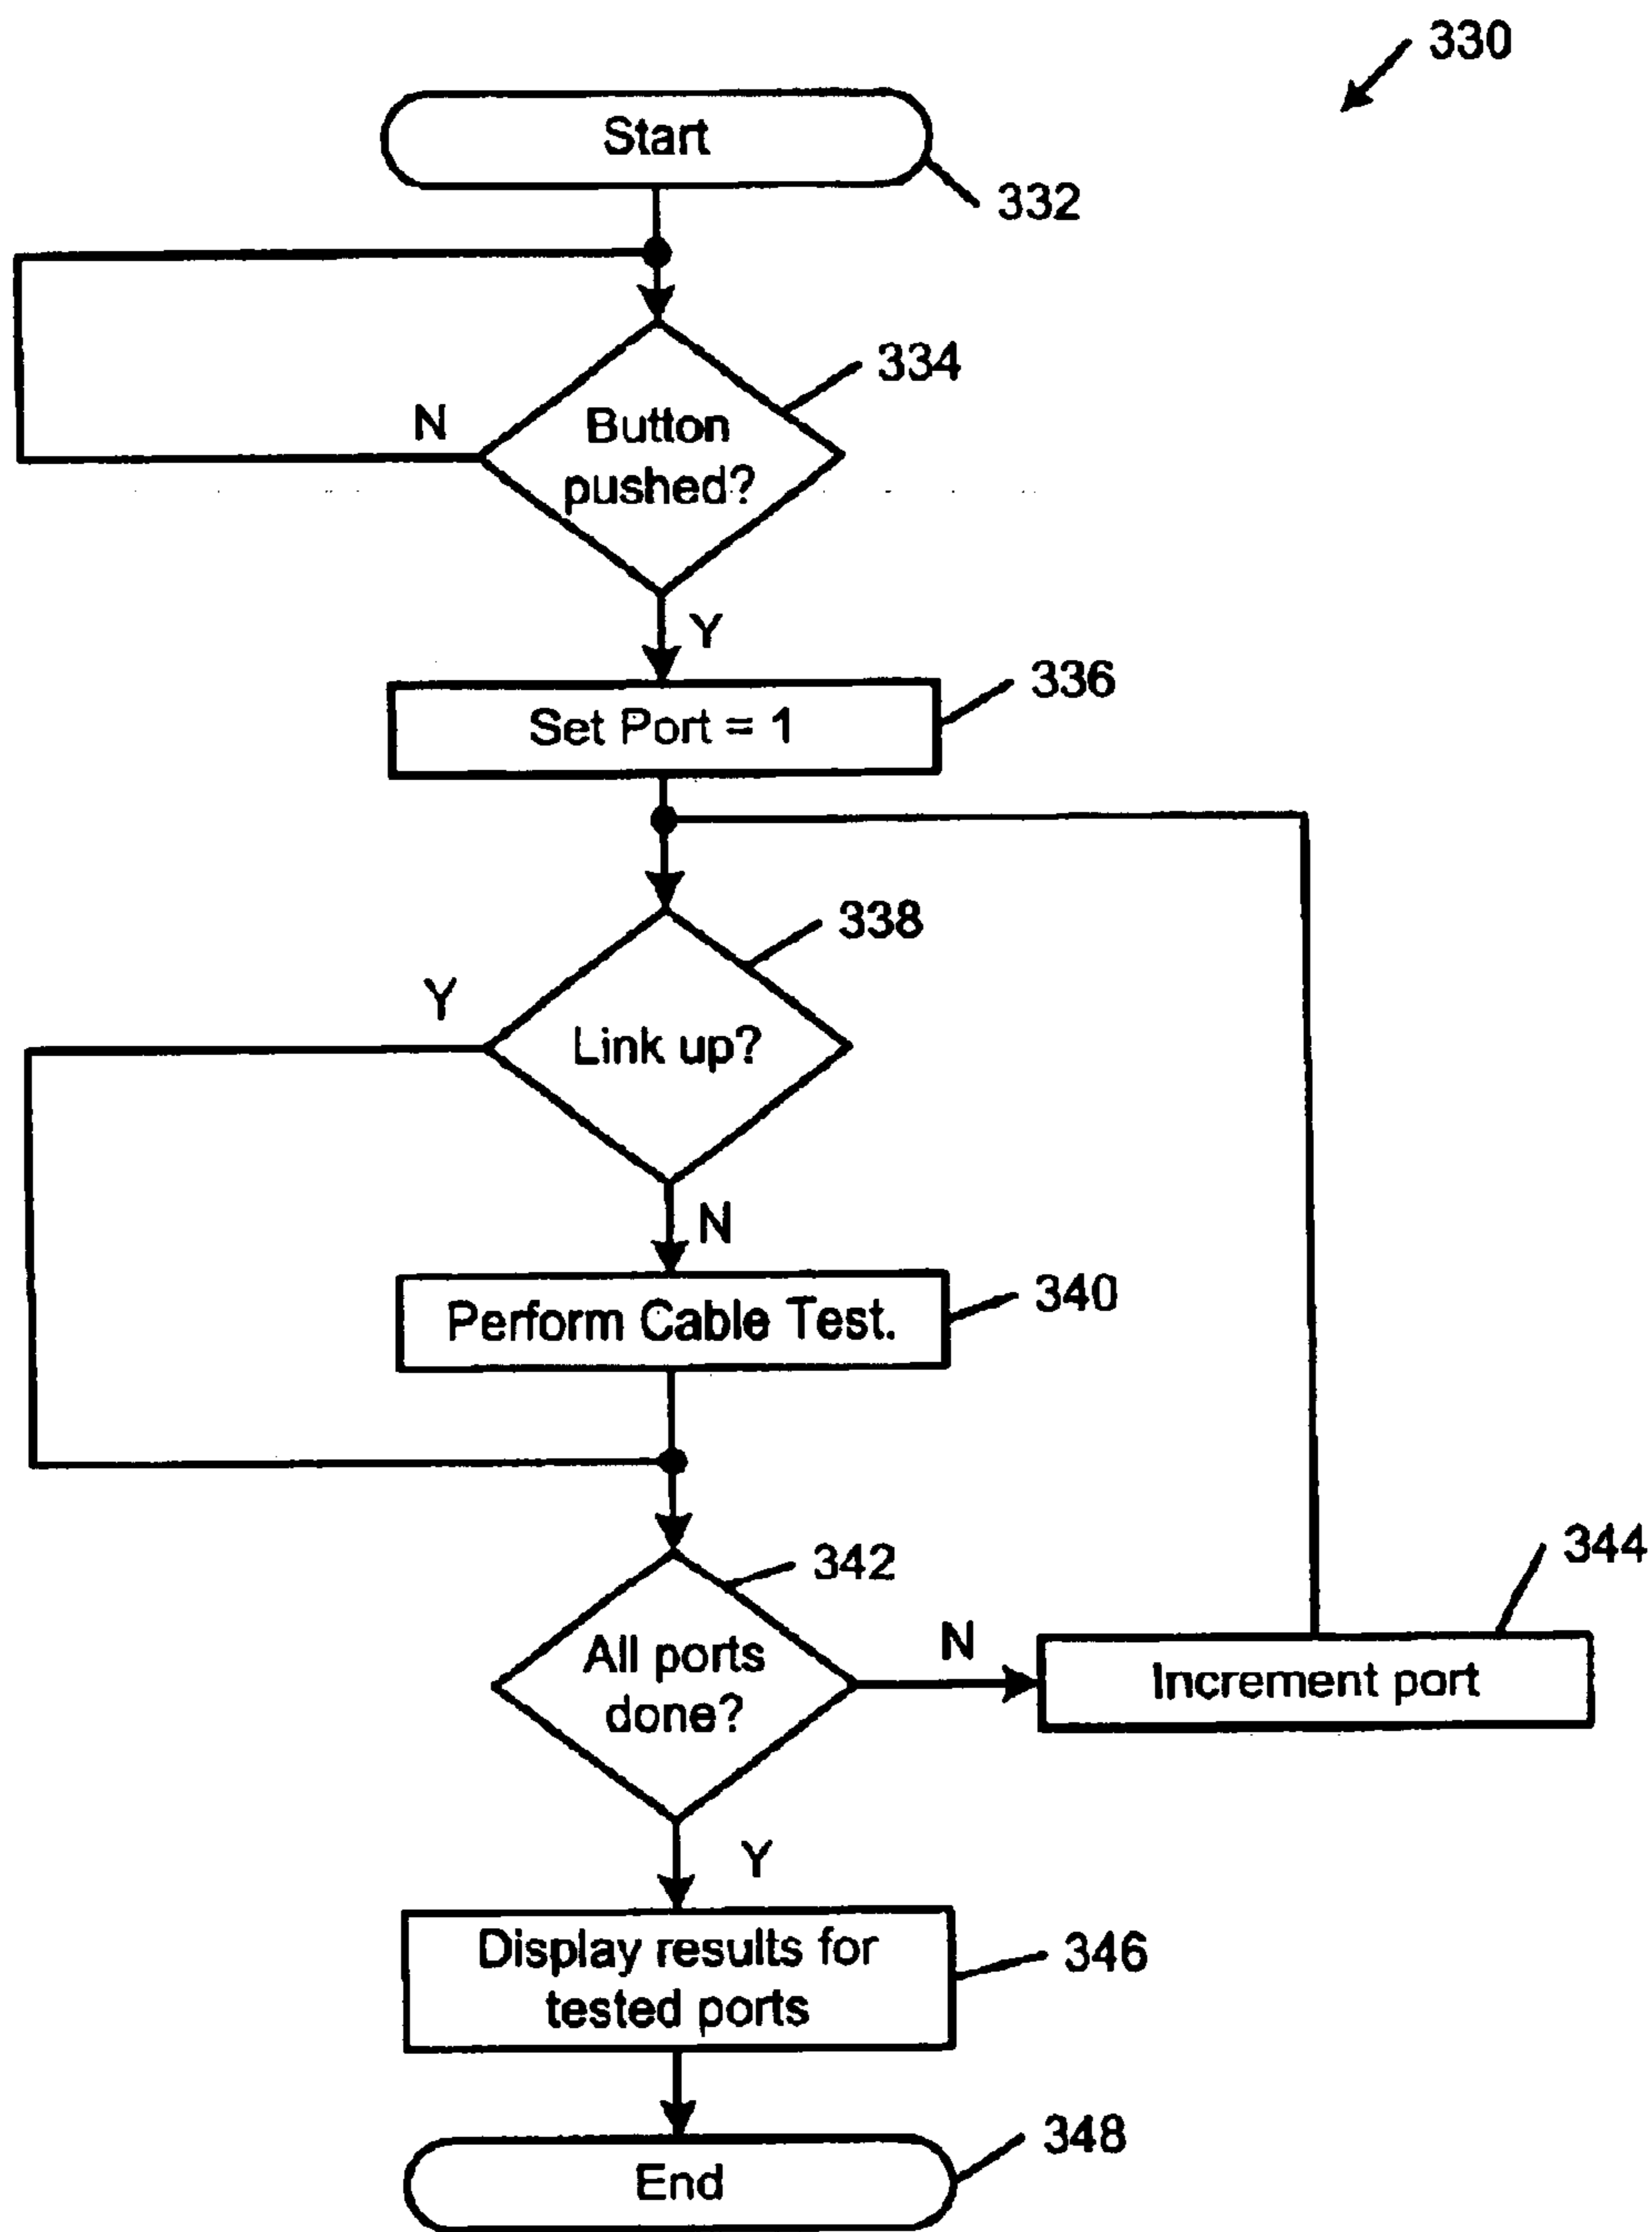 330
Start
332
334
N
Button
pushed?
Y
336
Set Port = 1
338
Y
Link up?
N
340
Perform Cable Test.
342
344
All ports
done?
N
Increment port
Y
Display results for
tested ports
346
348
End